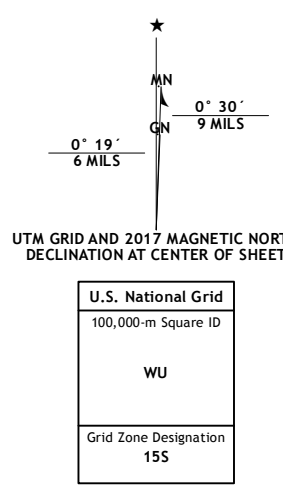 ★
MN
0° 30´
9 MILS
GN
0° 19´
6 MILS
UTM GRID AND 2017 MAGNETIC NORT
DECLINATION AT CENTER OF SHEET
U.S. National Grid
100,000-m Square ID
WU
Grid Zone Designation
15S